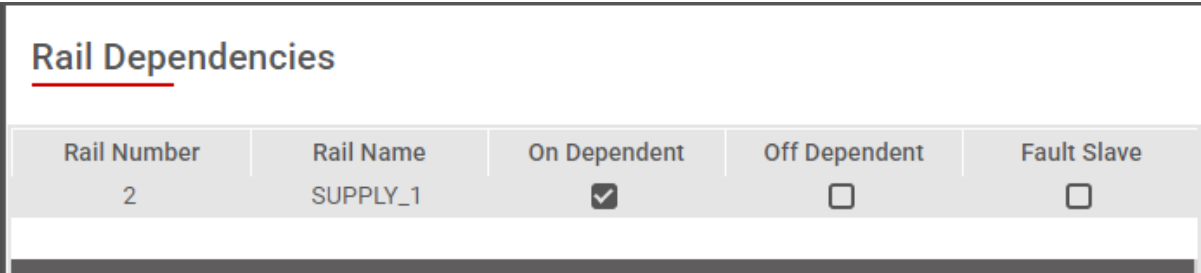 Rail Dependencies
Rail Number Rail Name On Dependent Off Dependent Fault Slave
2 SUPPLY_1